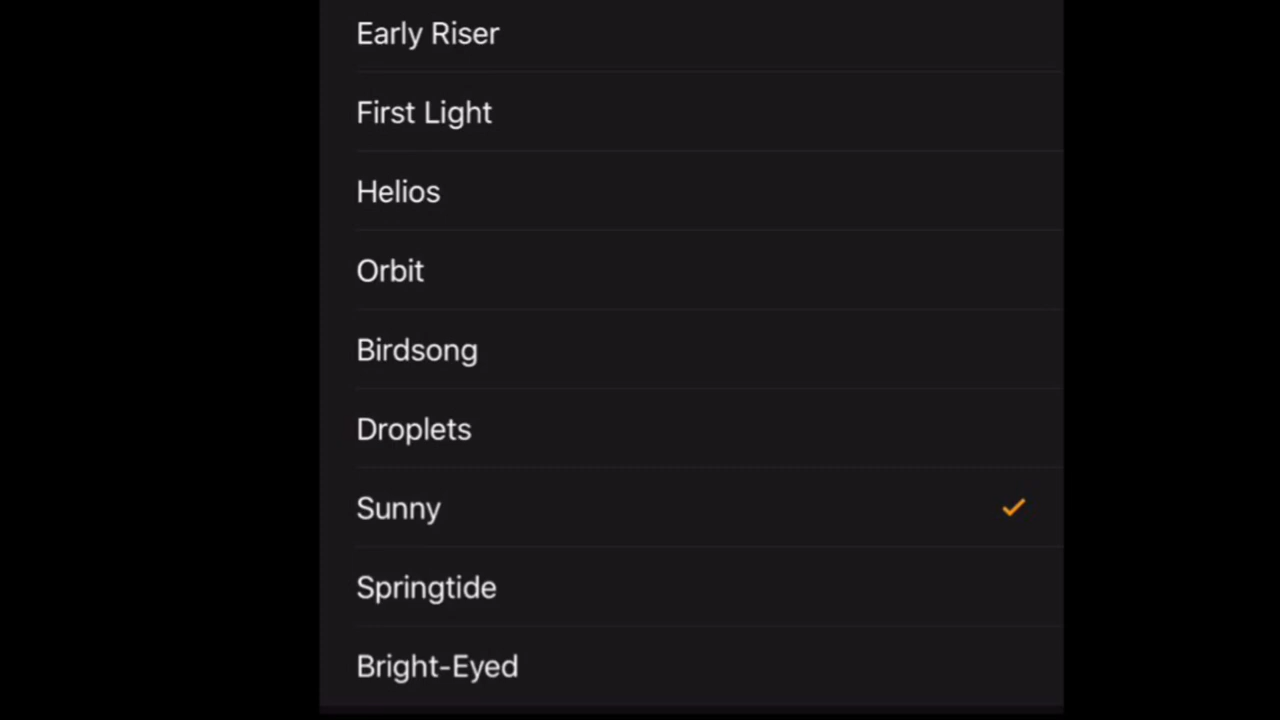 Early Riser
First Light
Helios
Orbit
Birdsong
Droplets
Sunny
Springtide
Bright-Eyed